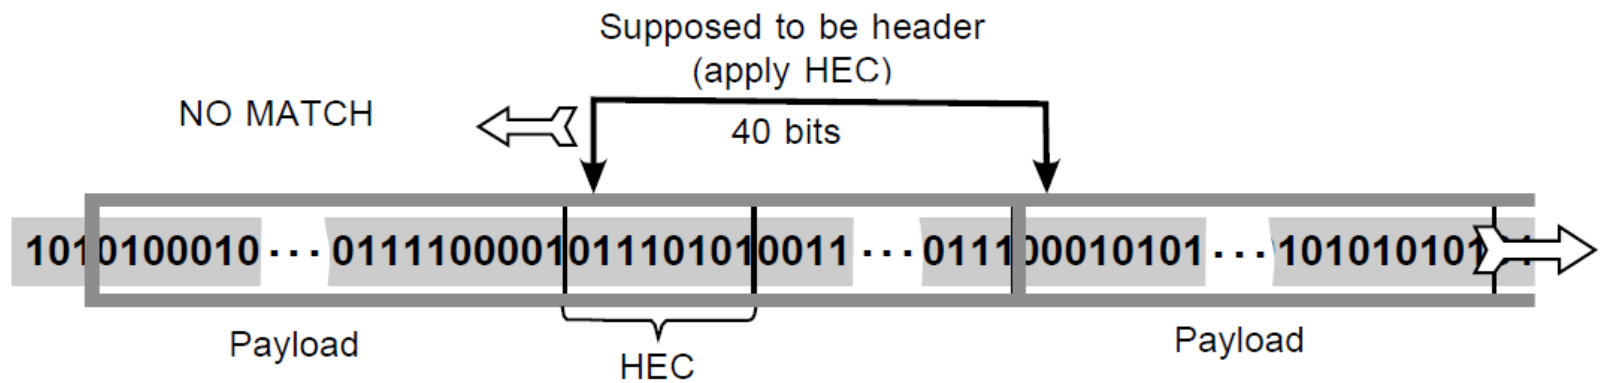 Supposed to be header
(apply HEC)
NO MATCH
40 bits
1010100010 ··· 0111100001011101010011 ··· 011100010101 ··· 101010101
Payload
HEC
Payload